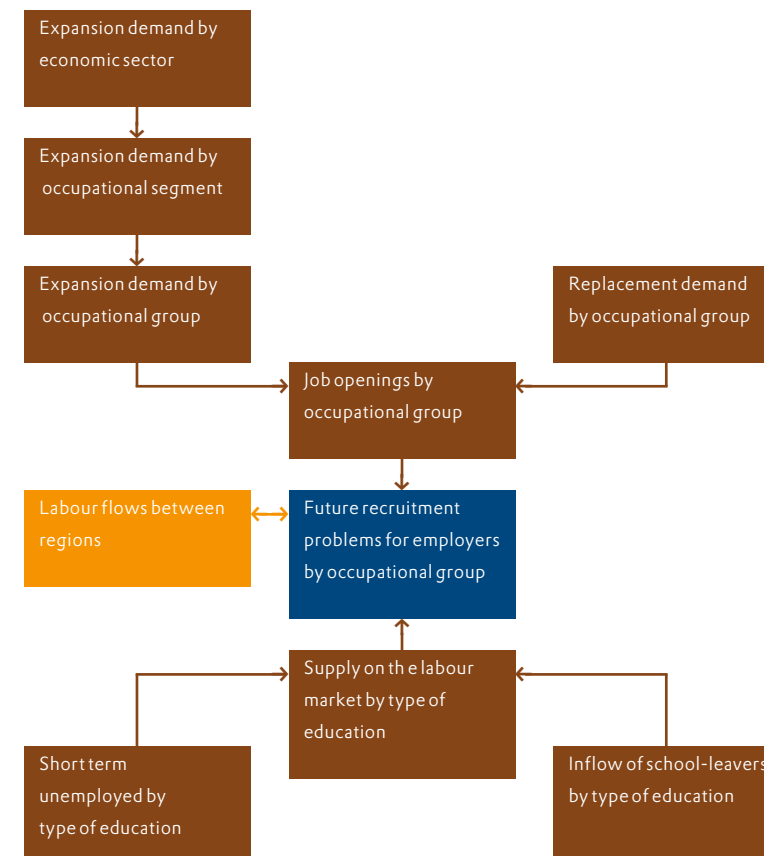 Expansion demand by
economic sector
Expansion demand by
occupational segment
Expansion demand by
occupational group
Replacement demand
by occupational group
Job openings by
occupational group
Labour flows between
regions
Future recruitment
problems for employers
by occupational group
Supply on the labour
market by type of
education
Short term
unemployed by
type of education
Inflow of school-leavers
by type of education